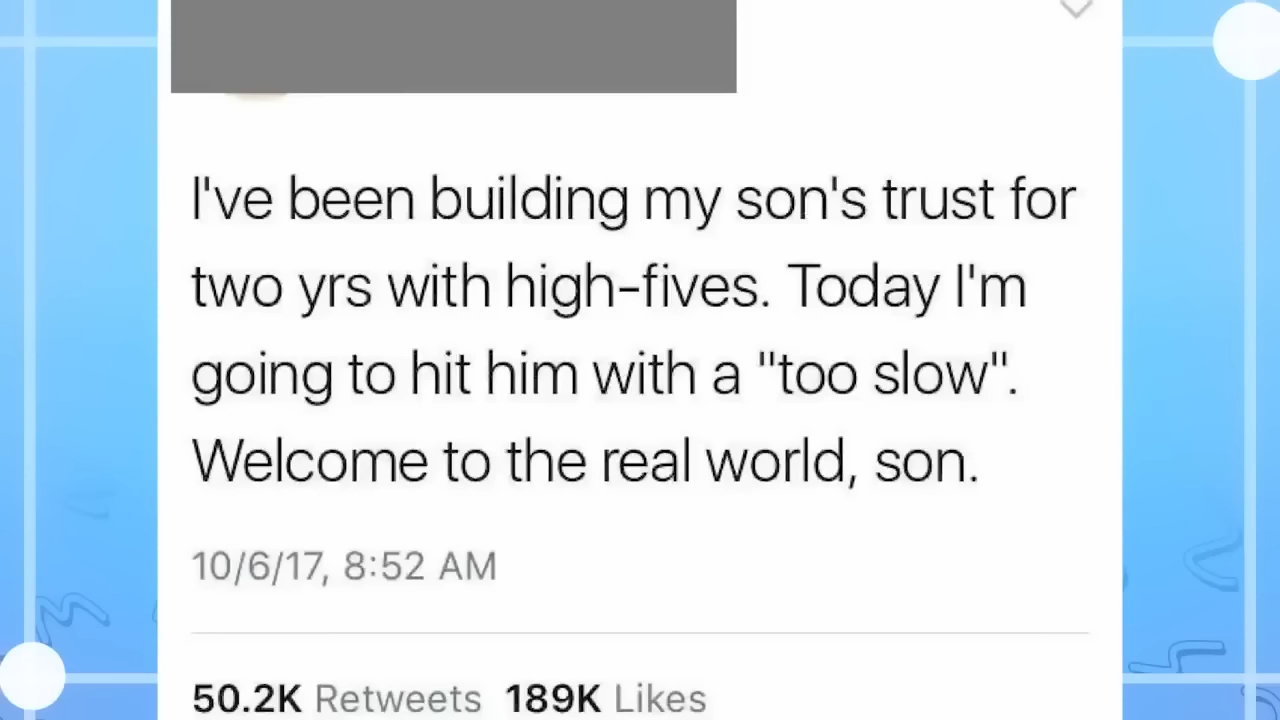 I've been building my son's trust for
two yrs with high-fives. Today I'm
going to hit him with a "too slow".
Welcome to the real world, son.
10/6/17, 8:52 AM
50.2K Retweets 189K Likes